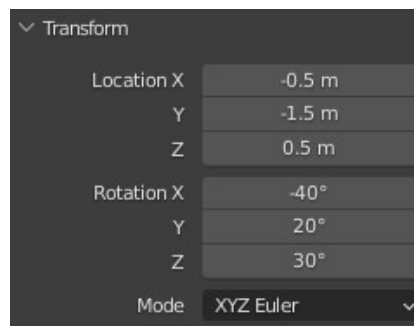 Transform
Location X -0.5 m
Y -1.5 m
Z 0.5 m
Rotation X -40°
Y 20°
Z 30°
Mode XYZ Euler